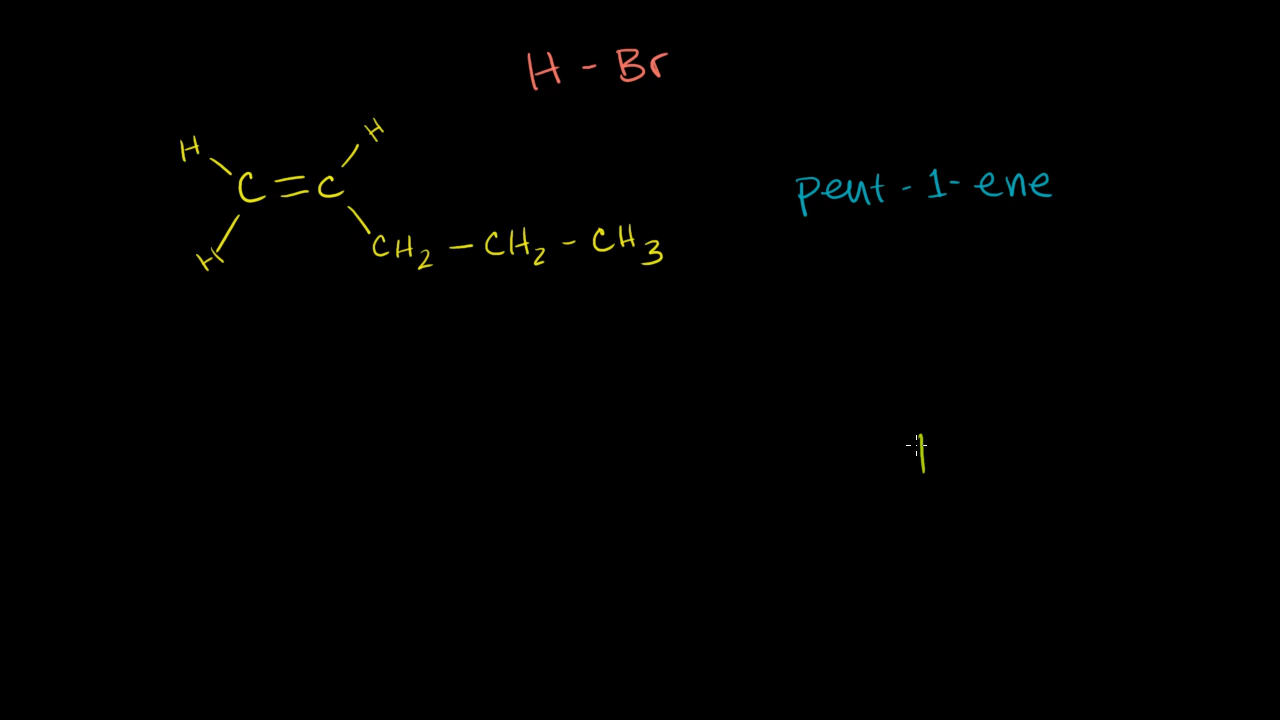 H - Br
H H
C = C
pent - 1 - ene
H CH2 - CH2 - CH3